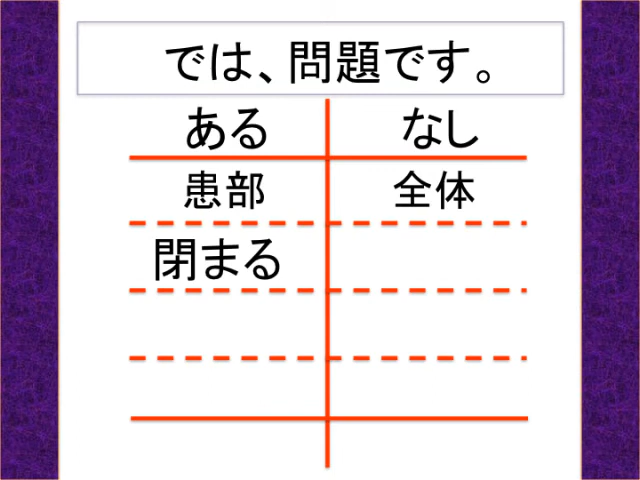 では、問題です。
ある なし
患部 全体
閉まる